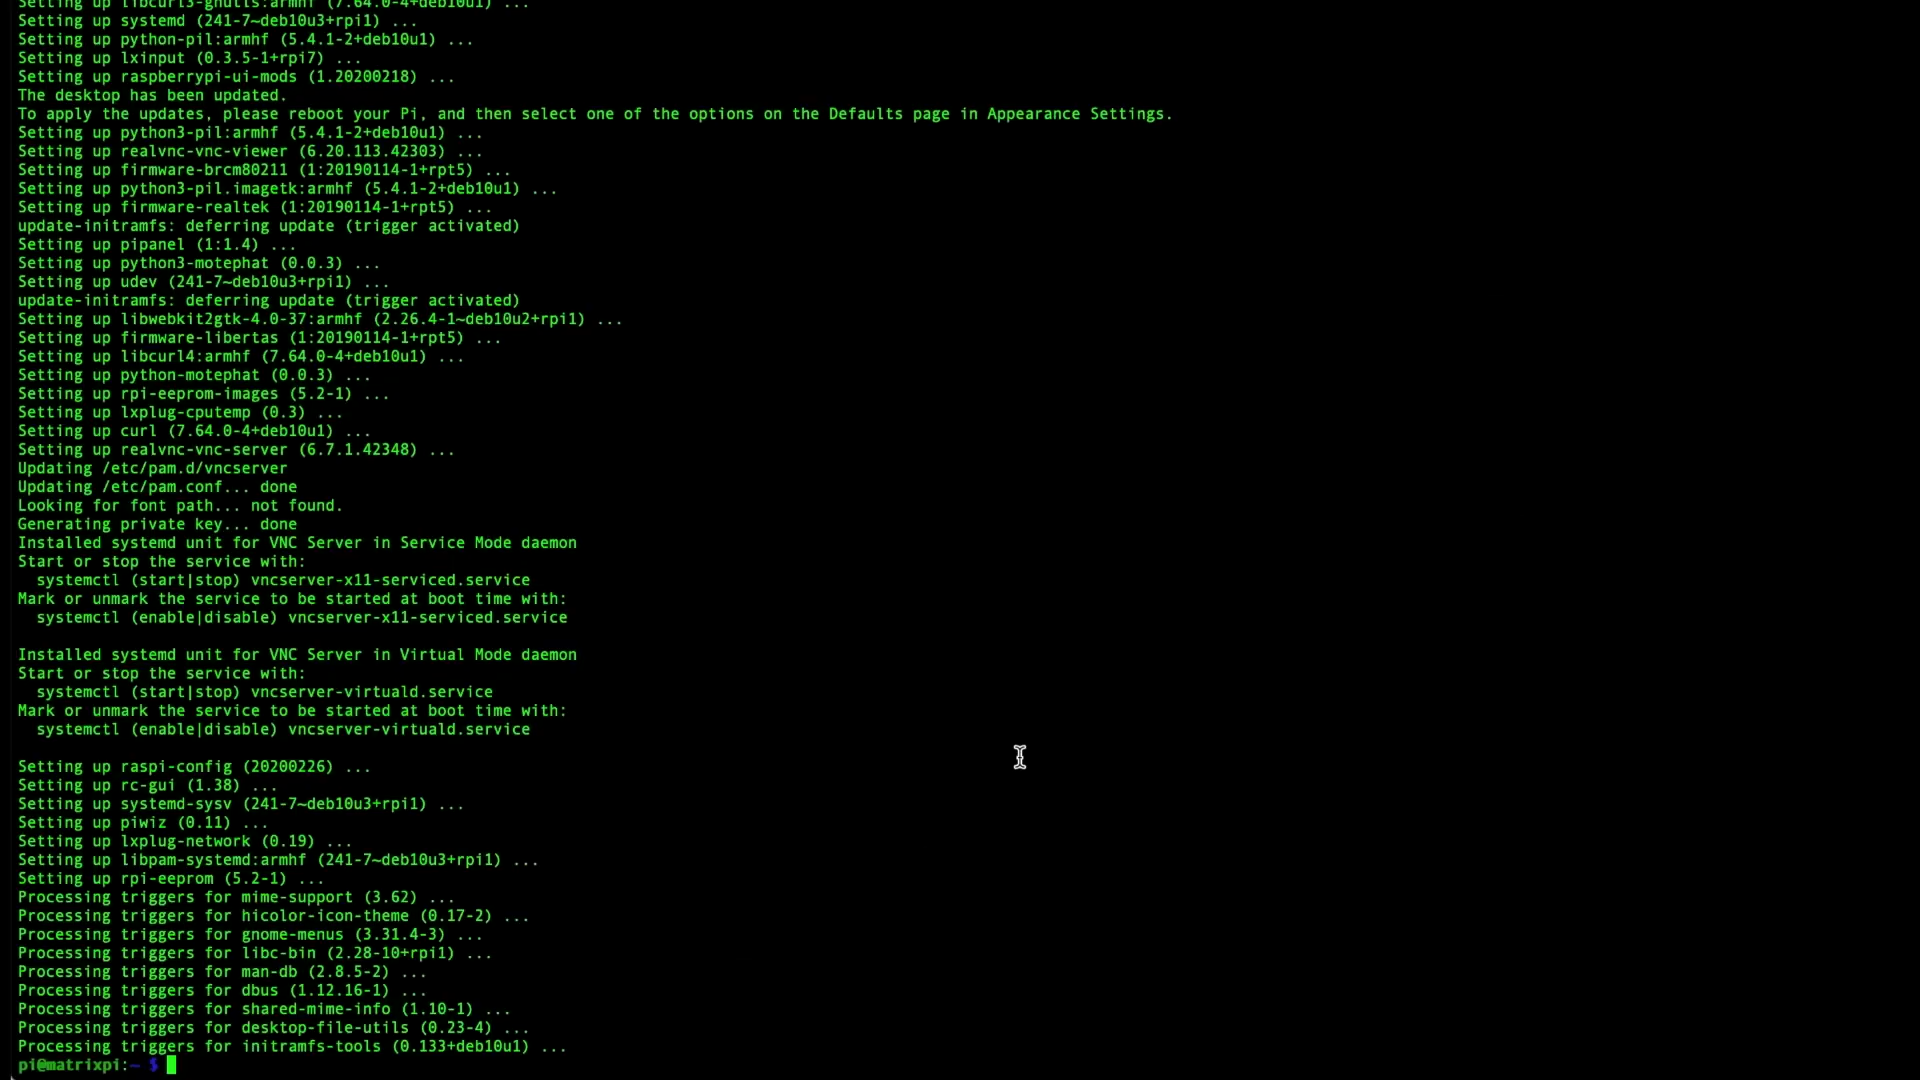 Setting up libcurl3-gnutls:armhf (7.64.0-4+deb10u1) ...
Setting up systemd (241-7~deb10u3+rpi1) ...
Setting up python-pil:armhf (5.4.1-2+deb10u1) ...
Setting up lxinput (0.3.5-1+rpi7) ...
Setting up raspberrypi-ui-mods (1.20200218) ...
The desktop has been updated.
To apply the updates, please reboot your Pi, and then select one of the options on the Defaults page in Appearance Settings.
Setting up python3-pil:armhf (5.4.1-2+deb10u1) ...
Setting up realvnc-vnc-viewer (6.20.113.42303) ...
Setting up firmware-brcm80211 (1:20190114-1+rpt5) ...
Setting up python3-pil.imagetk:armhf (5.4.1-2+deb10u1) ...
Setting up firmware-realtek (1:20190114-1+rpt5) ...
update-initramfs: deferring update (trigger activated)
Setting up pipanel (1:1.4) ...
Setting up python3-motephat (0.0.3) ...
Setting up udev (241-7~deb10u3+rpi1) ...
update-initramfs: deferring update (trigger activated)
Setting up libwebkit2gtk-4.0-37:armhf (2.26.4-1~deb10u2+rpi1) ...
Setting up firmware-libertas (1:20190114-1+rpt5) ...
Setting up libcurl4:armhf (7.64.0-4+deb10u1) ...
Setting up python-motephat (0.0.3) ...
Setting up rpi-eeprom-images (5.2-1) ...
Setting up lxplug-cputemp (0.3) ...
Setting up curl (7.64.0-4+deb10u1) ...
Setting up realvnc-vnc-server (6.7.1.42348) ...
Updating /etc/pam.d/vncserver
Updating /etc/pam.conf... done
Looking for font path... not found.
Generating private key... done
Installed systemd unit for VNC Server in Service Mode daemon
Start or stop the service with:
  systemctl (start|stop) vncserver-x11-serviced.service
Mark or unmark the service to be started at boot time with:
  systemctl (enable|disable) vncserver-x11-serviced.service

Installed systemd unit for VNC Server in Virtual Mode daemon
Start or stop the service with:
  systemctl (start|stop) vncserver-virtuald.service
Mark or unmark the service to be started at boot time with:
  systemctl (enable|disable) vncserver-virtuald.service

Setting up raspi-config (20200226) ...
Setting up rc-gui (1.38) ...
Setting up systemd-sysv (241-7~deb10u3+rpi1) ...
Setting up piwiz (0.11) ...
Setting up lxplug-network (0.19) ...
Setting up libpam-systemd:armhf (241-7~deb10u3+rpi1) ...
Setting up rpi-eeprom (5.2-1) ...
Processing triggers for mime-support (3.62) ...
Processing triggers for hicolor-icon-theme (0.17-2) ...
Processing triggers for gnome-menus (3.31.4-3) ...
Processing triggers for libc-bin (2.28-10+rpi1) ...
Processing triggers for man-db (2.8.5-2) ...
Processing triggers for dbus (1.12.16-1) ...
Processing triggers for shared-mime-info (1.10-1) ...
Processing triggers for desktop-file-utils (0.23-4) ...
Processing triggers for initramfs-tools (0.133+deb10u1) ...
pi@matrixpi:~ $